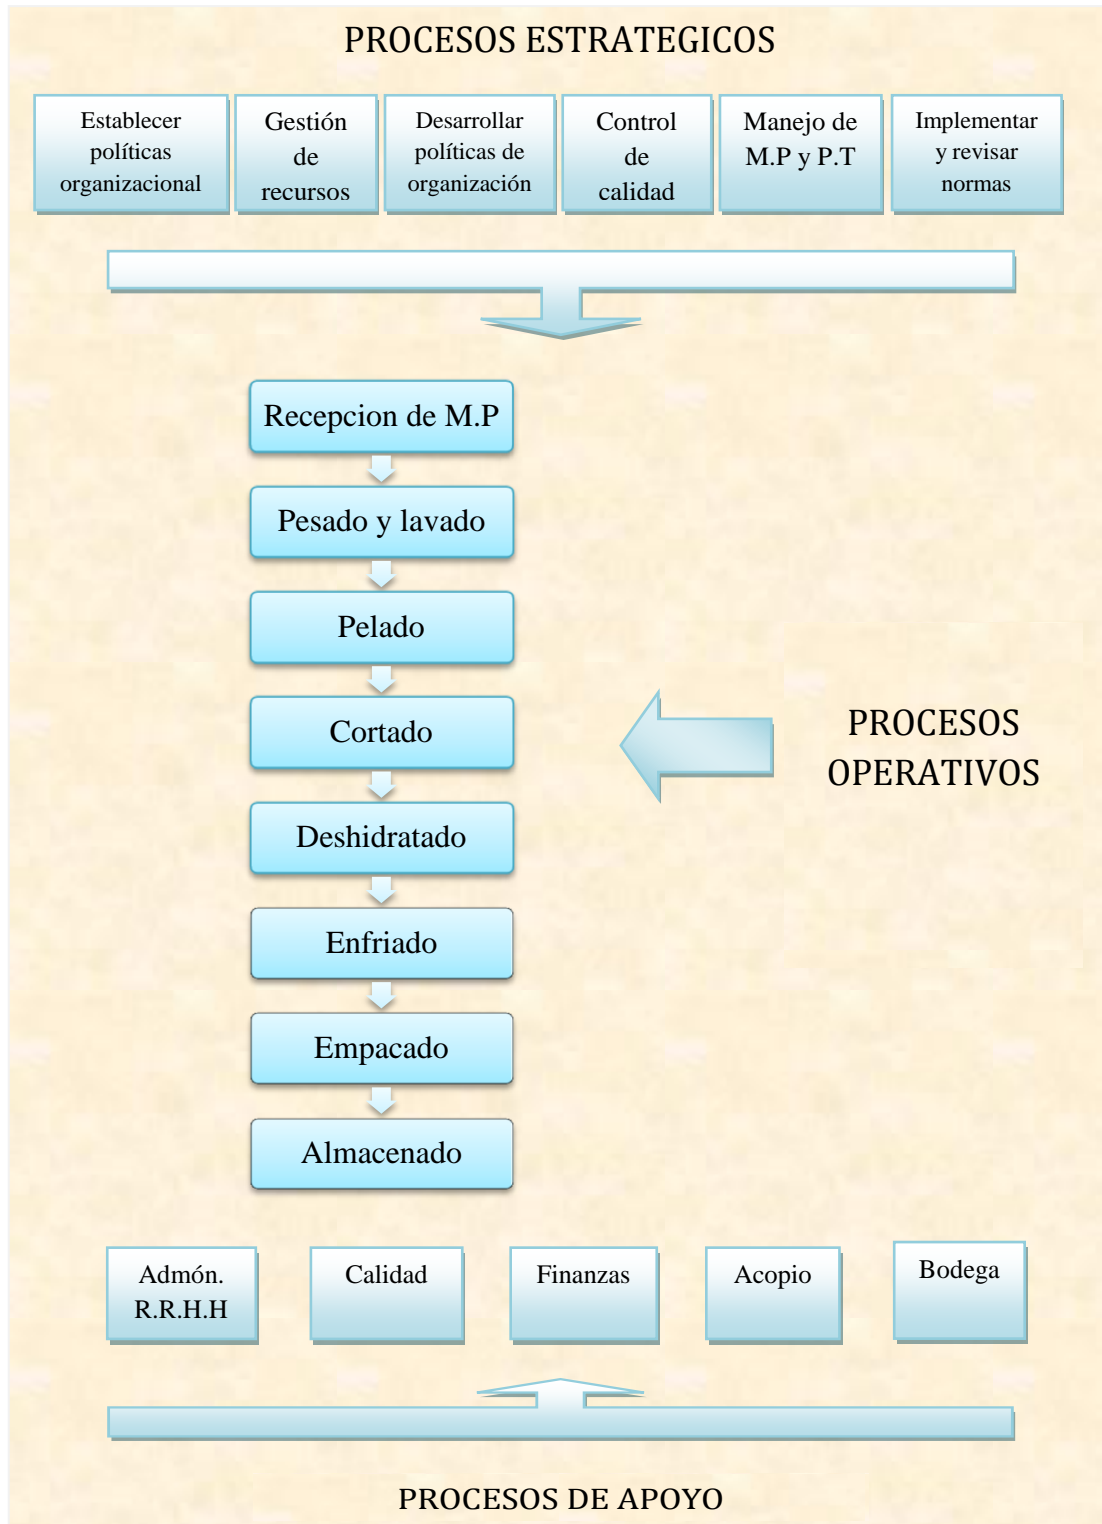 PROCESOS ESTRATEGICOS
Establecer
políticas
organizacional
Gestión
de
recursos
Desarrollar
políticas de
organización
Control
de
calidad
Manejo de
M.P y P.T
Implementar
y revisar
normas
Recepcion de M.P
Pesado y lavado
Pelado
Cortado
Deshidratado
Enfriado
Empacado
Almacenado
PROCESOS
OPERATIVOS
Admón.
R.R.H.H
Calidad
Finanzas
Acopio
Bodega
PROCESOS DE APOYO